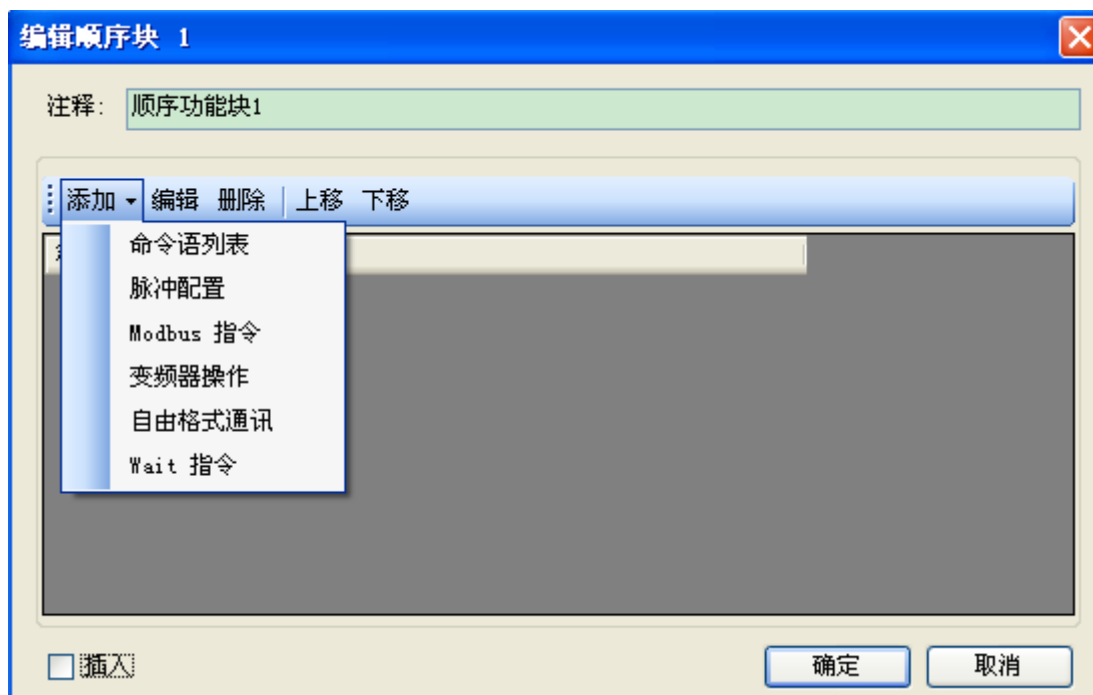 编辑顺序块 1
注释: 顺序功能块1
添加 编辑 删除 上移 下移
命令语列表
脉冲配置
Modbus 指令
变频器操作
自由格式通讯
Wait 指令
插入 确定 取消